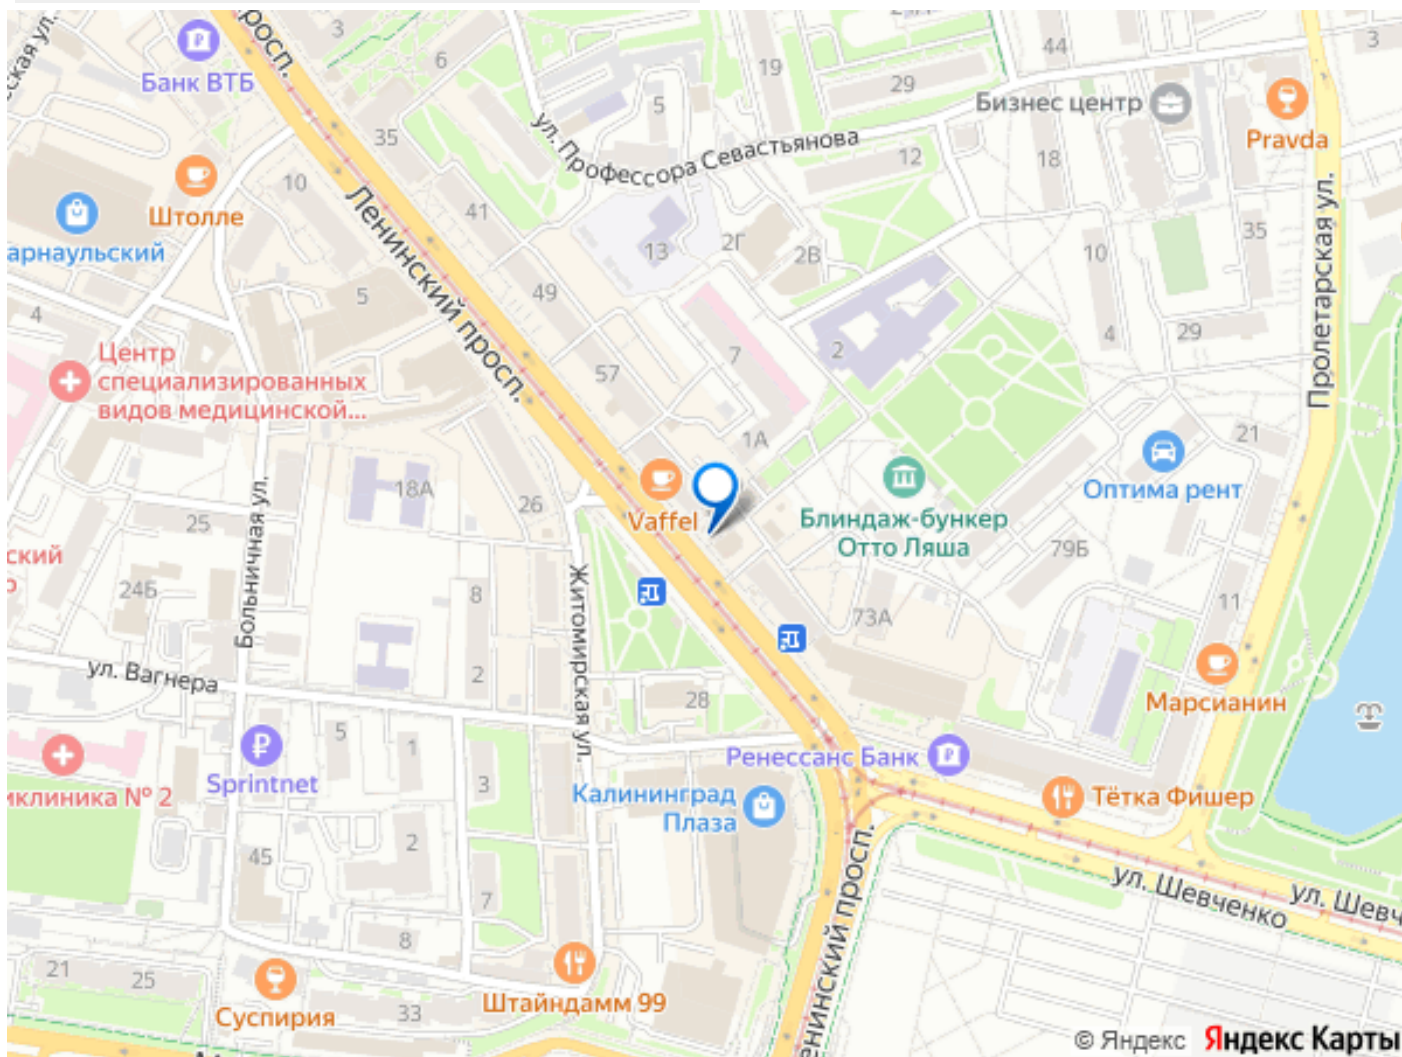 просп.
3
Банк ВТБ
6
19
5
29
44
Бизнес центр
Pravda
3
35
ул. Профессора Севастьянова
12
18
Штолле
10
Ленинский просп.
41
13
2Г
2В
10
35
Пролетарская ул.
арнаульский
4
5
49
7
2
4
29
Центр
специализированных
видов медицинской...
57
1А
21
Больничная ул.
18А
26
Vaffel
Блиндаж-бункер
Отто Ляша
Оптима рент
79Б
25
ский
24Б
8
Житомирская ул.
73А
11
ул. Вагнера
2
28
Марсианин
Sprintnet
5
1
3
Ренессанс Банк
иклиника № 2
Калининград
Плаза
Тётка Фишер
2
45
7
8
Ленинский просп.
ул. Шевченко
ул. Шевч
21
25
Суспирия
33
Штайндамм 99
© Яндекс Яндекс Карты